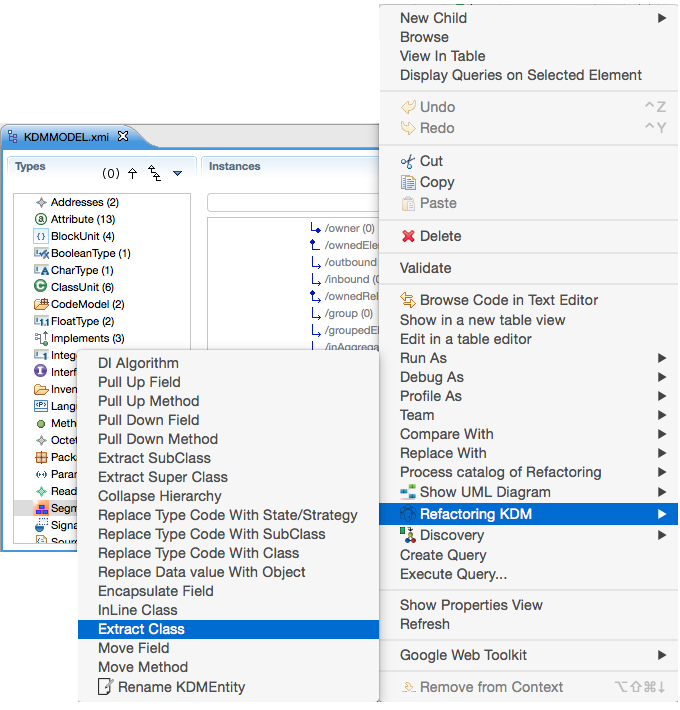 New Child
Browse
View In Table
Display Queries on Selected Element
Undo ^Z
Redo ^Y
Cut
Copy
Paste
Delete
Validate
Browse Code in Text Editor
Show in a new table view
Edit in a table editor
Run As
Debug As
Profile As
Team
Compare With
Replace With
Process catalog of Refactoring
Show UML Diagram
Refactoring KDM
Discovery
Create Query
Execute Query...
Show Properties View
Refresh
Google Web Toolkit
Remove from Context ⌥⇧⌘↓
KDMMODEL.xmi
Types (0)
Addresses (2)
Attribute (13)
BlockUnit (4)
BooleanType (1)
CharType (1)
ClassUnit (6)
CodeModel (2)
FloatType (2)
Implements (3)
Integ
Interf
Inven
Lang
Meth
Octet
Pack
Paran
Read
Segm
Signa
Instances
/owner (0)
/ownedEle
/outbound
/inbound (0)
/ownedRel
/group (0)
/groupedEl
/inAggrega
DI Algorithm
Pull Up Field
Pull Up Method
Pull Down Field
Pull Down Method
Extract SubClass
Extract Super Class
Collapse Hierarchy
Replace Type Code With State/Strategy
Replace Type Code With SubClass
Replace Type Code With Class
Replace Data value With Object
Encapsulate Field
InLine Class
Extract Class
Move Field
Move Method
Rename KDMEntity